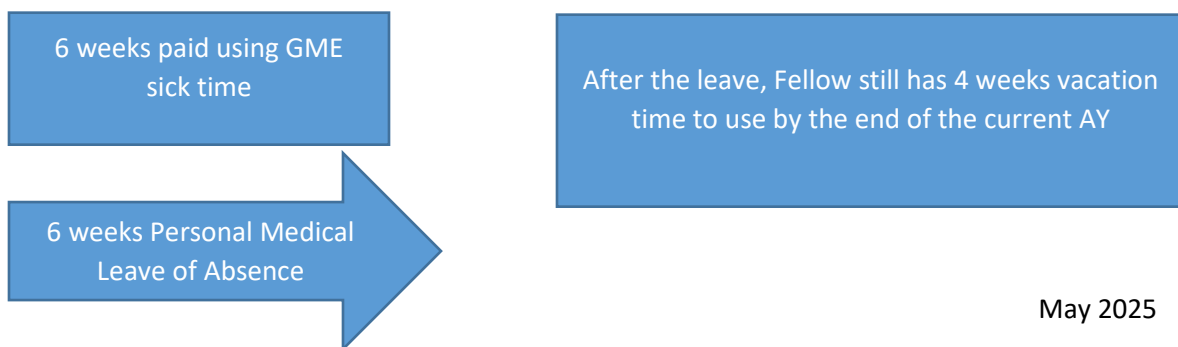 6 weeks paid using GME
sick time
After the leave, Fellow still has 4 weeks vacation
time to use by the end of the current AY
6 weeks Personal Medical
Leave of Absence
May 2025